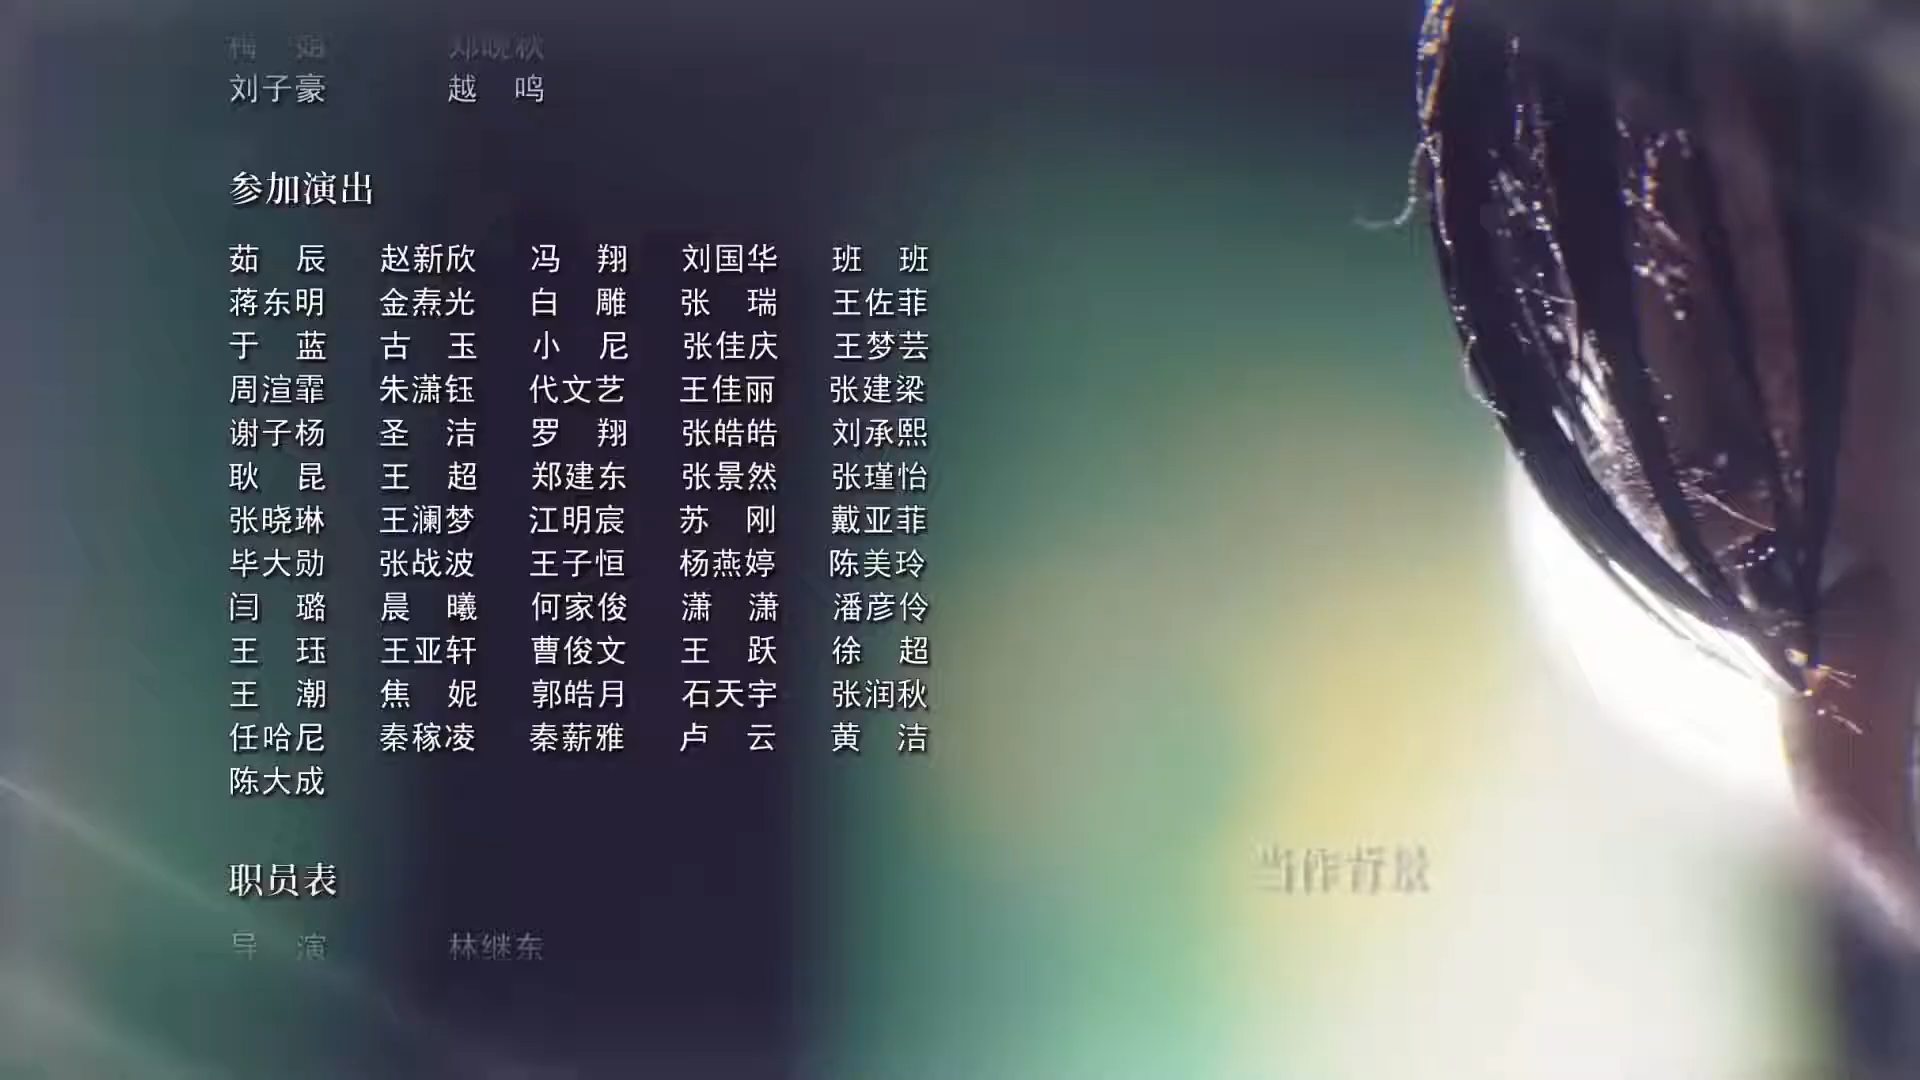 梅 姐 郑晚秋
刘子豪 越 鸣
参加演出
茹 辰 赵新欣 冯 翔 刘国华 班 班
蒋东明 金焘光 白 雕 张 瑞 王佐菲
于 蓝 古 玉 小 尼 张佳庆 王梦芸
周渲霏 朱潇钰 代文艺 王佳丽 张建梁
谢子杨 圣 洁 罗 翔 张皓皓 刘承熙
耿 昆 王 超 郑建东 张景然 张瑾怡
张晓琳 王澜梦 江明宸 苏 刚 戴亚菲
毕大勋 张战波 王子恒 杨燕婷 陈美玲
闫 璐 晨 曦 何家俊 潇 潇 潘彦伶
王 珏 王亚轩 曹俊文 王 跃 徐 超
王 潮 焦 妮 郭皓月 石天宇 张润秋
任哈尼 秦稼凌 秦薪雅 卢 云 黄 洁
陈大成
职员表
导 演 林继东
当作背景